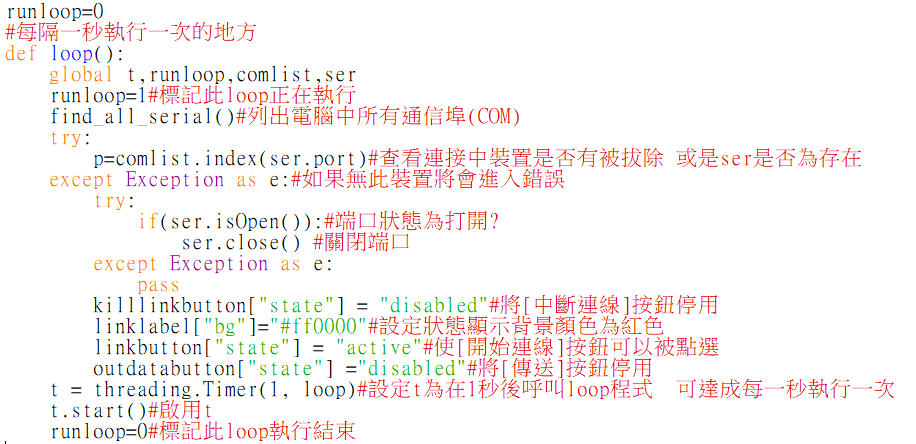 runloop=0
#每隔一秒執行一次的地方
def loop():
    global t,runloop,comlist,ser
    runloop=1#標記此loop正在執行
    find_all_serial()#列出電腦中所有通信埠(COM)
    try:
        p=comlist.index(ser.port)#查看連接中裝置是否有被拔除 或是ser是否為存在
    except Exception as e:#如果無此裝置將會進入錯誤
        try:
            if(ser.isOpen()):#端口狀態為打開?
                ser.close() #關閉端口
        except Exception as e:
            pass
        killlinkbutton["state"] = "disabled"#將[中斷連線]按鈕停用
        linklabel["bg"]="#ff0000"#設定狀態顯示背景顏色為紅色
        linkbutton["state"] = "active"#使[開始連線]按鈕可以被點選
        outdatabutton["state"] ="disabled"#將[傳送]按鈕停用
    t = threading.Timer(1, loop)#設定t為在1秒後呼叫loop程式  可達成每一秒執行一次
    t.start()#啟用t
    runloop=0#標記此loop執行結束